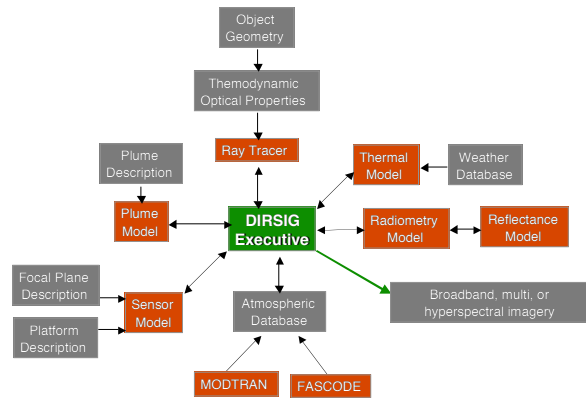 Object
Geometry
Themodynamic
Optical Properties
Ray Tracer
Plume
Description
Thermal
Model
Weather
Database
Plume
Model
DIRSIG
Executive
Radiometry
Model
Reflectance
Model
Focal Plane
Description
Sensor
Model
Platform
Description
Atmospheric
Database
Broadband, multi, or
hyperspectral imagery
MODTRAN
FASCODE